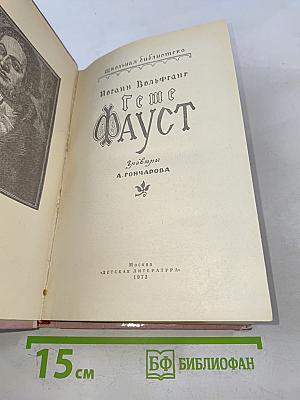 Школьная библиотека
Иоганн Вольфганг
Гете
ФАУСТ
Гравюры
А. ГОНЧАРОВА
Москва
«ДЕТСКАЯ ЛИТЕРАТУРА»
1973
15 см
БФ БИБЛИОФАН